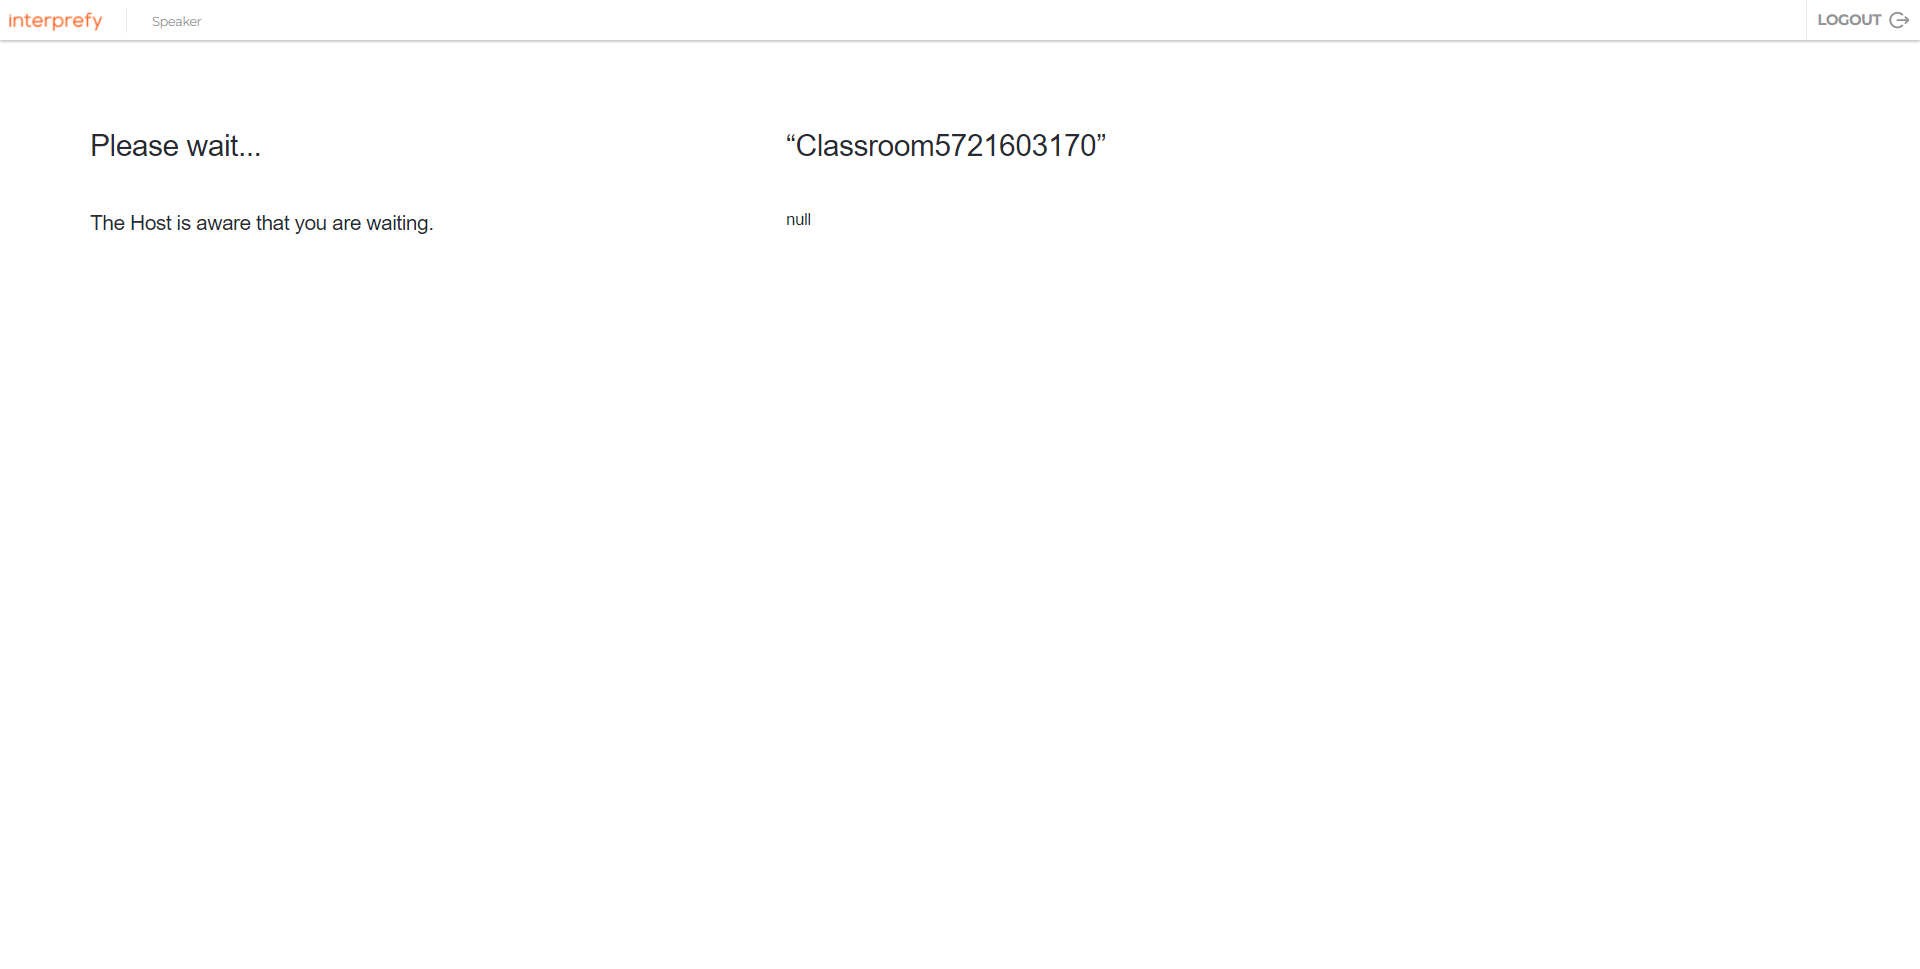 interprefy
Speaker
LOGOUT
Please wait...
“Classroom5721603170”
The Host is aware that you are waiting.
null